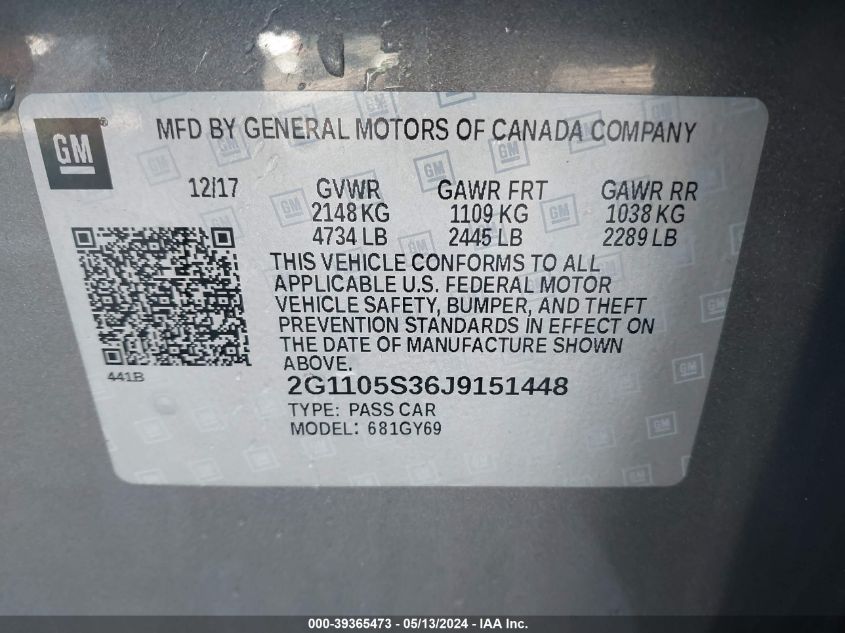 GM ®
MFD BY GENERAL MOTORS OF CANADA COMPANY
12/17 GVWR GAWR FRT GAWR RR
2148 KG 1109 KG 1038 KG
4734 LB 2445 LB 2289 LB
THIS VEHICLE CONFORMS TO ALL
APPLICABLE U.S. FEDERAL MOTOR
VEHICLE SAFETY, BUMPER, AND THEFT
PREVENTION STANDARDS IN EFFECT ON
THE DATE OF MANUFACTURE SHOWN
ABOVE.
441B
2G1105S36J9151448
TYPE: PASS CAR
MODEL: 681GY69
000-39365473 - 05/13/2024 - IAA Inc.